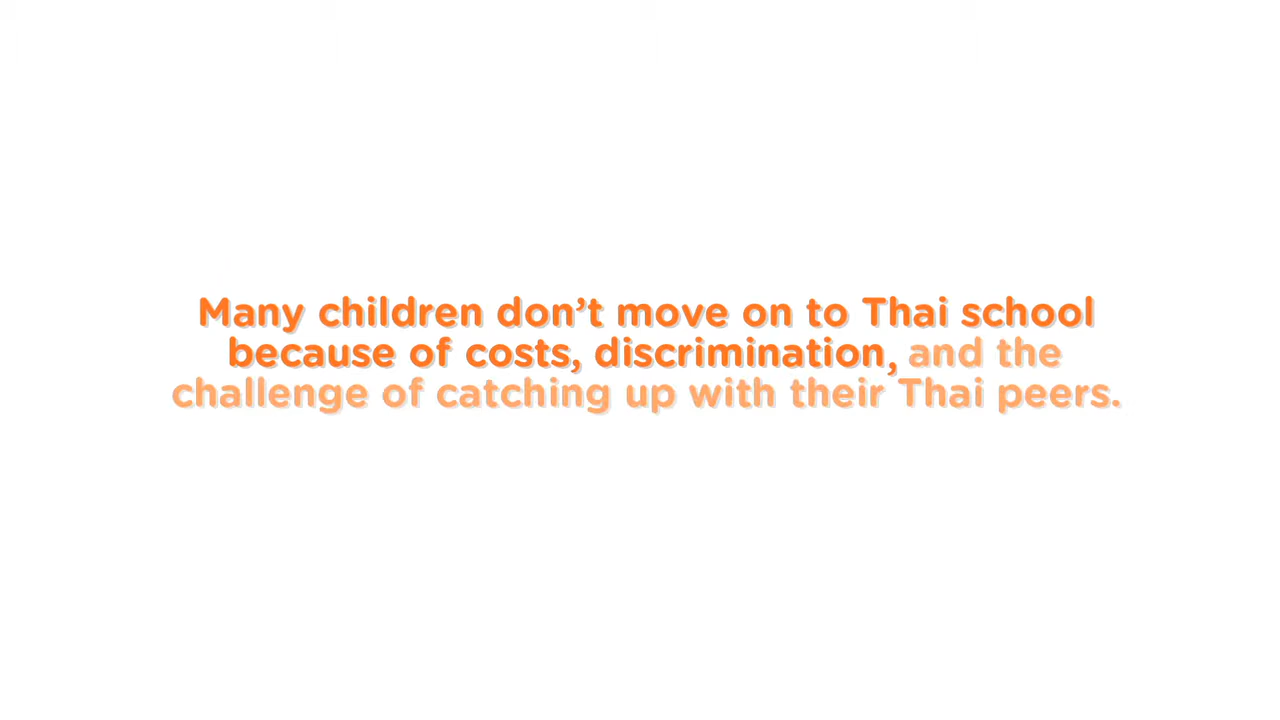 Many children don’t move on to Thai school
because of costs, discrimination, and the
challenge of catching up with their Thai peers.